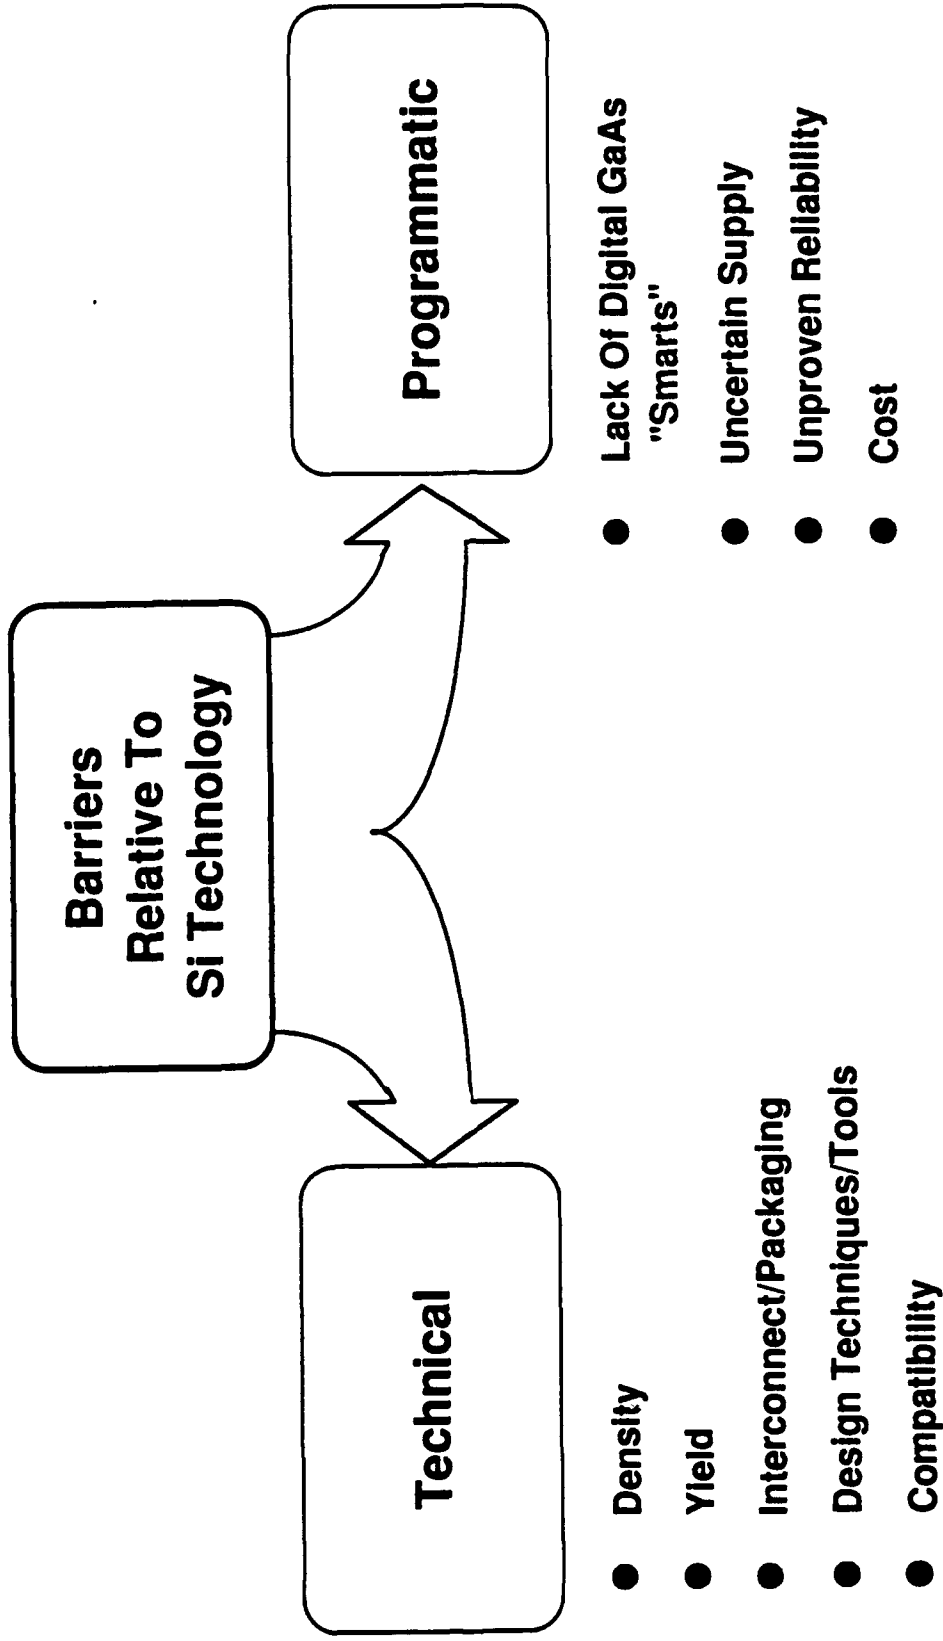 Barriers
Relative To
Si Technology
Technical
● Density
● Yield
● Interconnect/Packaging
● Design Techniques/Tools
● Compatibility
Programmatic
● Lack Of Digital GaAs
"Smarts"
● Uncertain Supply
● Unproven Reliability
● Cost